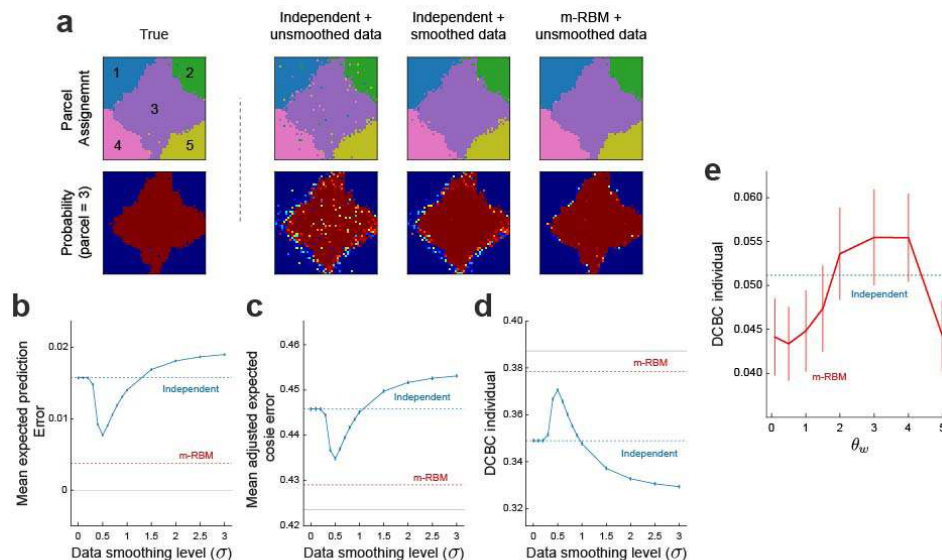 a
True
Independent +
unsmoothed data
Independent +
smoothed data
m-RBM +
unsmoothed data
Parcel
Assignemnt
1
2
3
4
5
Probability
(parcel = 3)
b
Mean expected prediction
Error
0.02
0.01
0
Independent
m-RBM
0 0.5 1 1.5 2 2.5 3
Data smoothing level (σ)
c
Mean adjusted expected
cosie error
0.46
0.45
0.44
0.43
0.42
Independent
m-RBM
0 0.5 1 1.5 2 2.5 3
Data smoothing level (σ)
d
DCBC individual
0.40
0.38
0.36
0.34
0.32
m-RBM
Independent
0 0.5 1 1.5 2 2.5 3
Data smoothing level (σ)
e
DCBC individual
0.060
0.055
0.050
0.045
0.040
Independent
m-RBM
0 1 2 3 4 5
θw